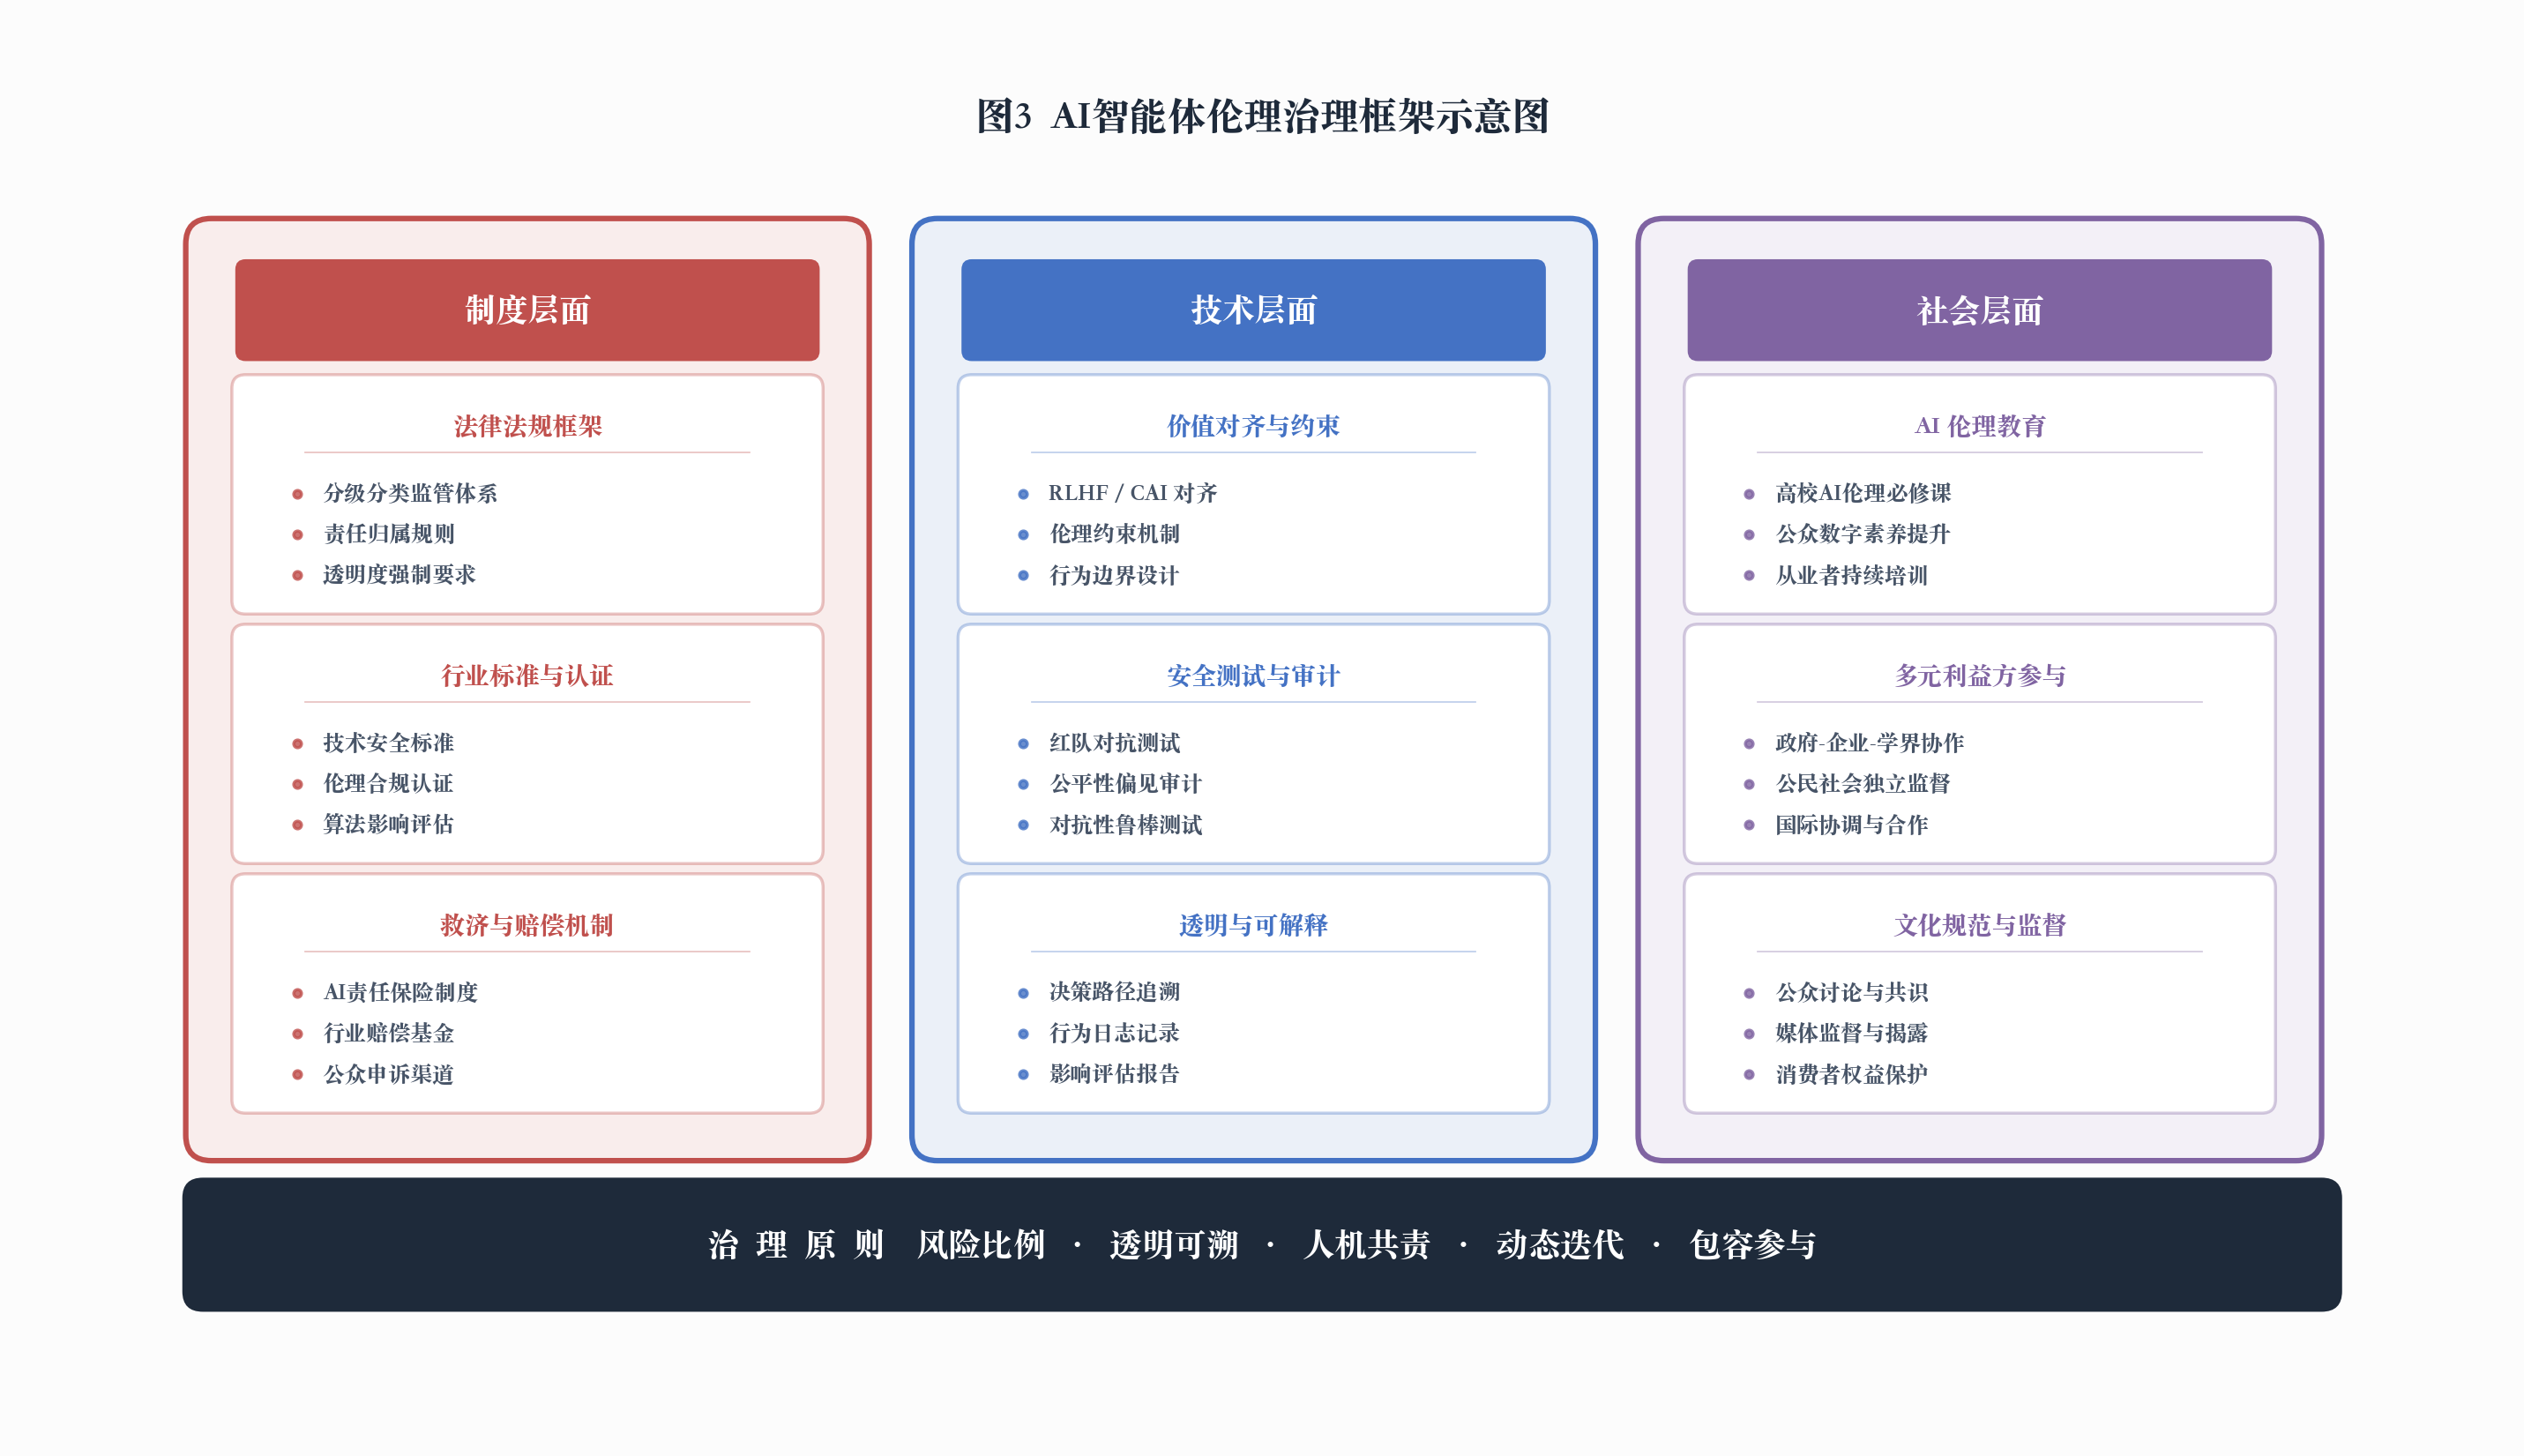 图3 AI智能体伦理治理框架示意图
制度层面
法律法规框架
分级分类监管体系
责任归属规则
透明度强制要求
行业标准与认证
技术安全标准
伦理合规认证
算法影响评估
救济与赔偿机制
AI责任保险制度
行业赔偿基金
公众申诉渠道
技术层面
价值对齐与约束
RLHF / CAI 对齐
伦理约束机制
行为边界设计
安全测试与审计
红队对抗测试
公平性偏见审计
对抗性鲁棒测试
透明与可解释
决策路径追溯
行为日志记录
影响评估报告
社会层面
AI 伦理教育
高校AI伦理必修课
公众数字素养提升
从业者持续培训
多元利益方参与
政府-企业-学界协作
公民社会独立监督
国际协调与合作
文化规范与监督
公众讨论与共识
媒体监督与揭露
消费者权益保护
治 理 原 则 风险比例 · 透明可溯 · 人机共责 · 动态迭代 · 包容参与